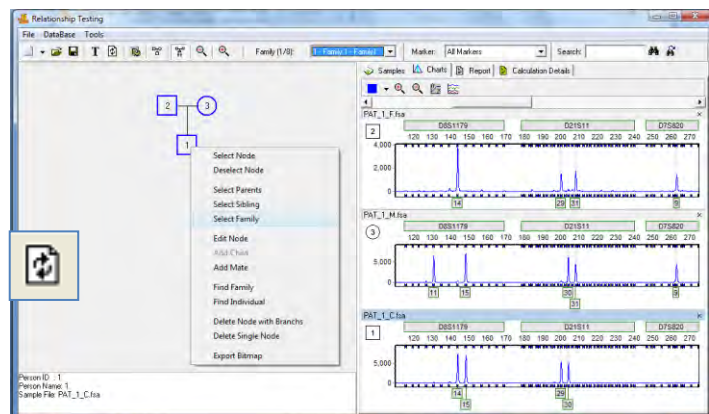 Relationship Testing
File DataBase Tools
T Family (1/8): 1 - Family 1 - Family1 Marker: All Markers Search:
Samples Charts Report Calculation Details
2 3
1
Select Node
Deselect Node
Select Parents
Select Sibling
Select Family
Edit Node
Add Child
Add Mate
Find Family
Find Individual
Delete Node with Branchs
Delete Single Node
Export Bitmap
Person ID : 1
Person Name: 1
Sample File: PAT_1_C.fsa
PAT_1_F.fsa ×
2 D8S1179 D21S11 D7S820
120 130 140 150 160 170 180 190 200 210 220 230 240 250 260 270
4,000
2,000
0
14 29 31 9
PAT_1_M.fsa ×
3 D8S1179 D21S11 D7S820
120 130 140 150 160 170 180 190 200 210 220 230 240 250 260 270
5,000
0
11 15 30 9
31
PAT_1_C.fsa ×
1 D8S1179 D21S11 D7S820
120 130 140 150 160 170 180 190 200 210 220 230 240 250 260 270
5,000
0
14 29
15 30